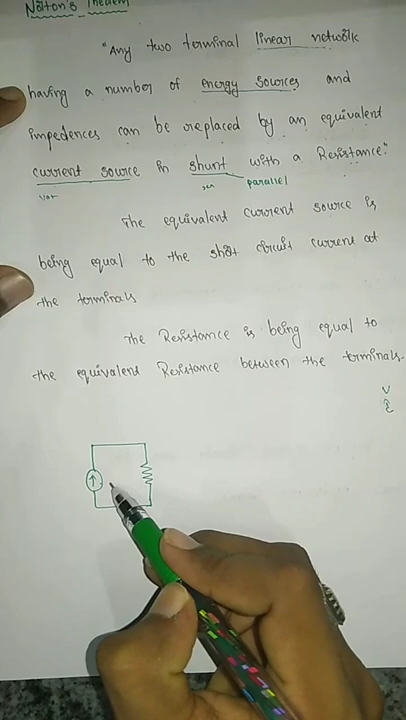 Norton's Theorem
"Any two terminal linear network
having a number of energy sources and
impedences can be replaced by an equivalent
current source in shunt with a Resistance."
parallel
The equivalent current source is
being equal to the short circuit current at
the terminals
The Resistance is being equal to
the equivalent Resistance between the terminals.
V